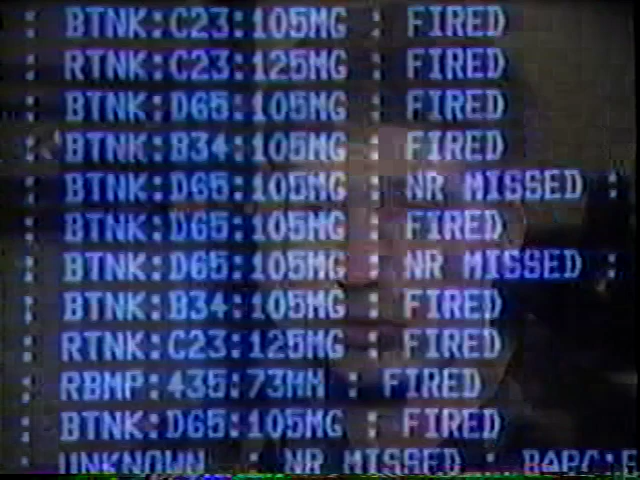 : BTNK:C23:105MG : FIRED
: RTNK:C23:125MG : FIRED
: BTNK:D65:105MG : FIRED
: BTNK:B34:105MG : FIRED
: BTNK:D65:105MG : NR MISSED :
: BTNK:D65:105MG : FIRED
: BTNK:D65:105MG : NR MISSED :
: BTNK:B34:105MG : FIRED
: RTNK:C23:125MG : FIRED
: RBMP:435:73MM : FIRED
: BTNK:D65:105MG : FIRED
: UNKNOWN : NR MISSED :